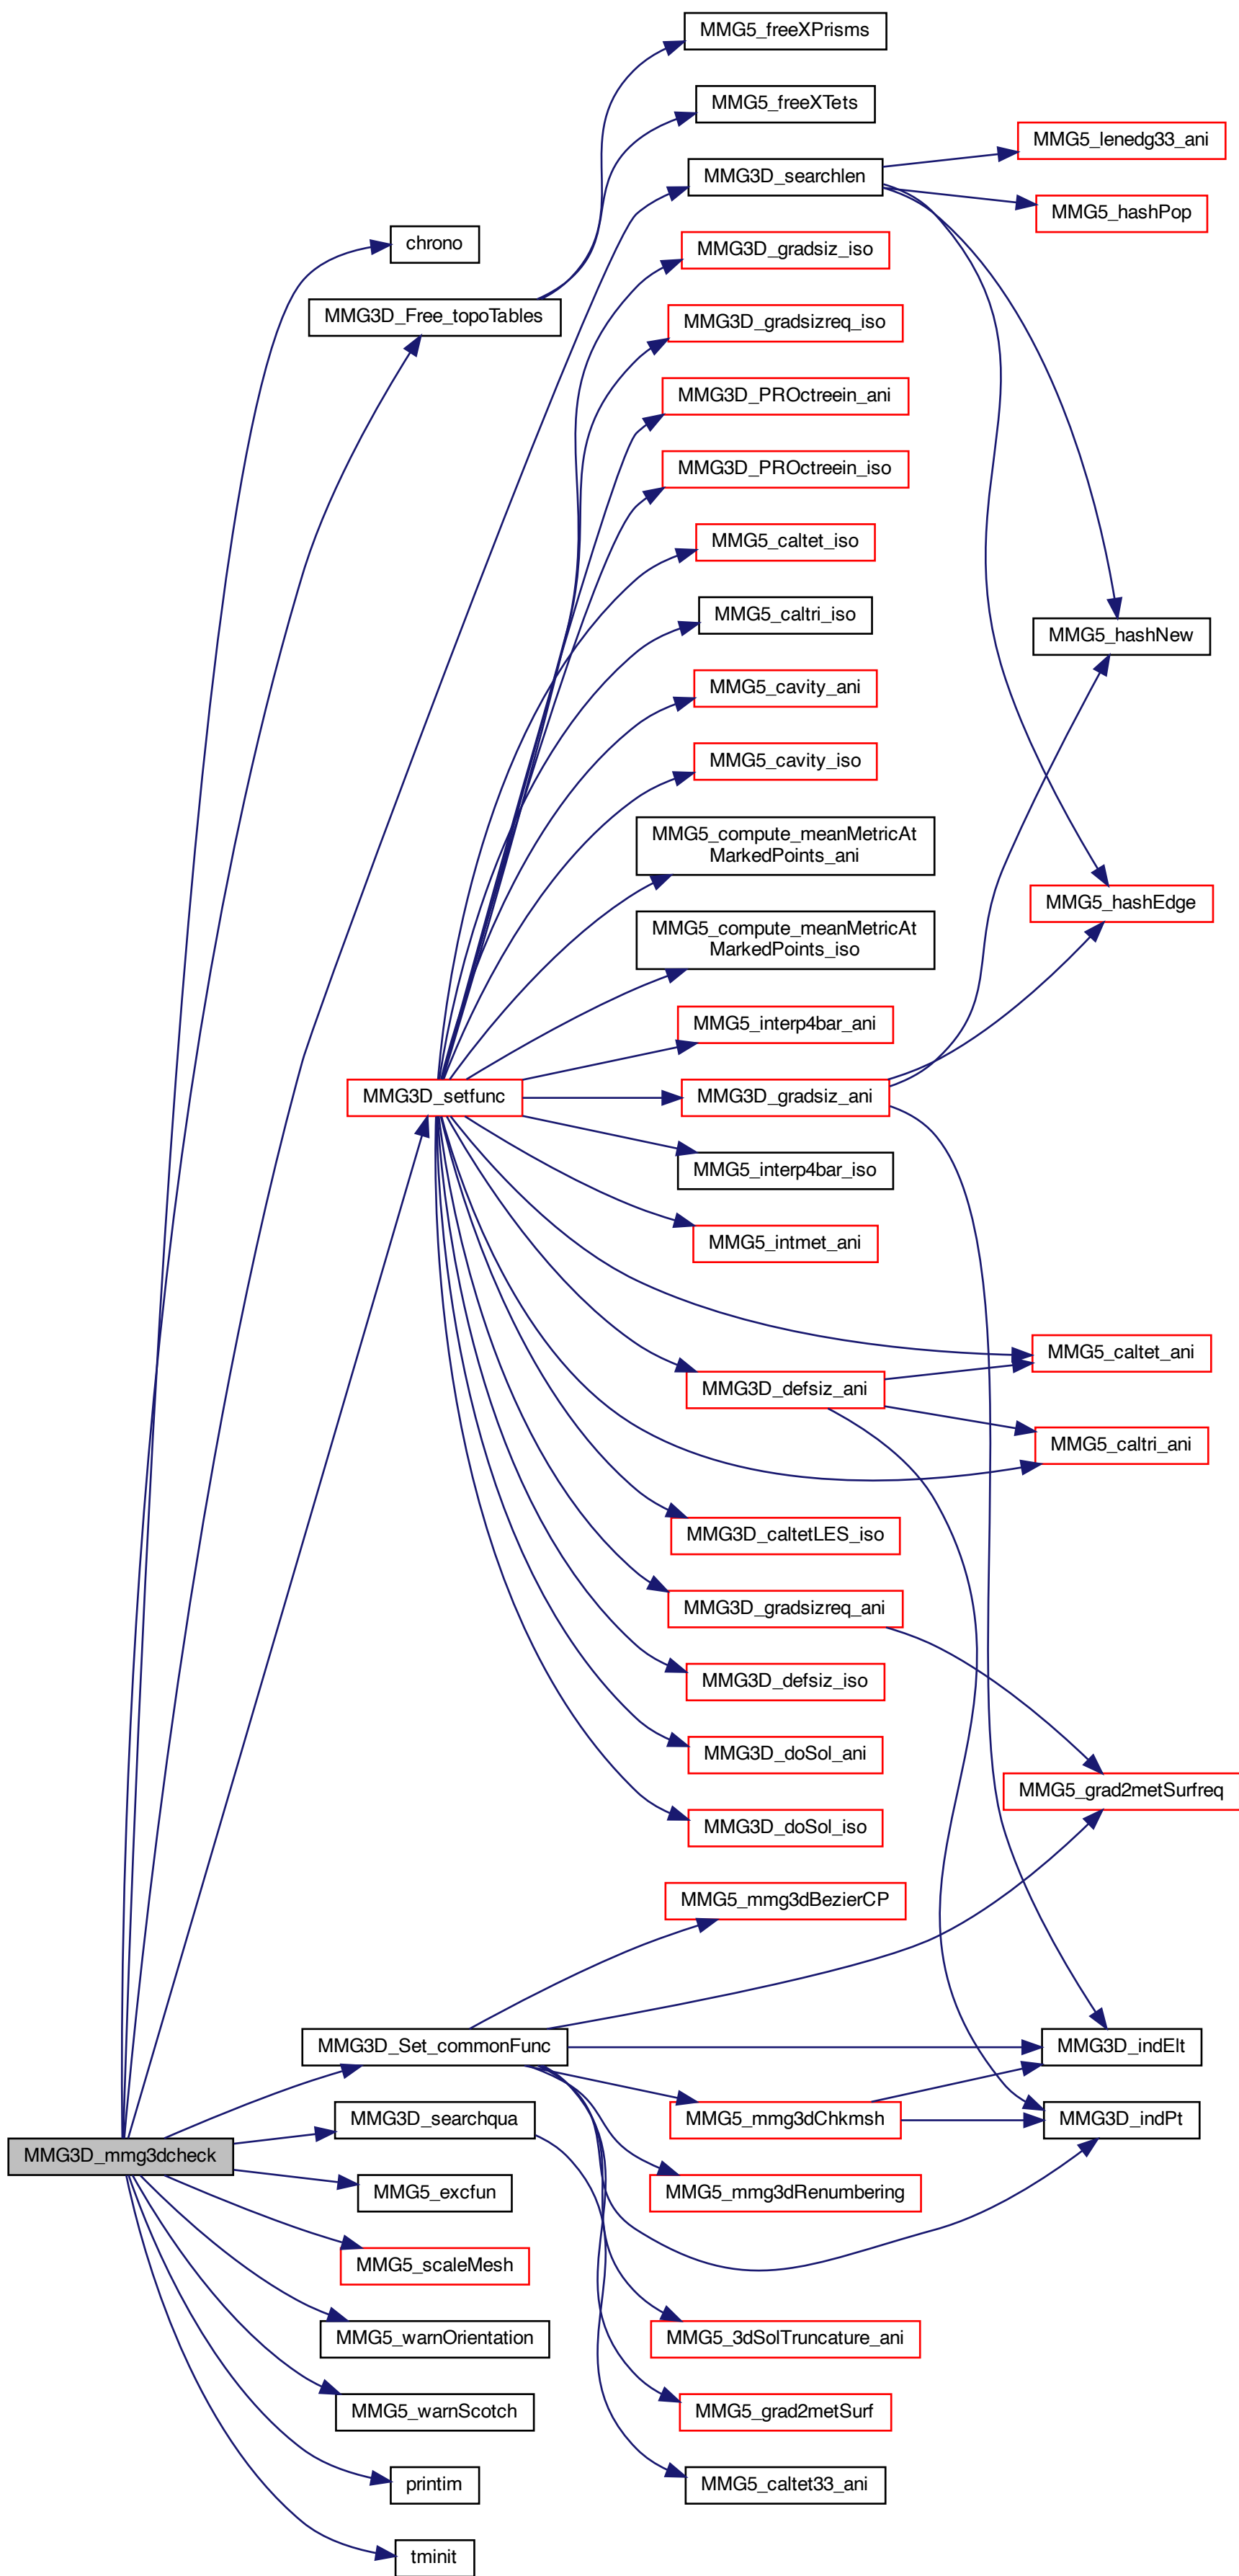 MMG5_freeXPrisms
MMG5_freeXTets
MMG5_lenedg33_ani
MMG3D_searchlen
MMG5_hashPop
chrono
MMG3D_gradsiz_iso
MMG3D_Free_topoTables
MMG3D_gradsizreq_iso
MMG3D_PROctreein_ani
MMG3D_PROctreein_iso
MMG5_caltet_iso
MMG5_caltri_iso
MMG5_hashNew
MMG5_cavity_ani
MMG5_cavity_iso
MMG5_compute_meanMetricAt
MarkedPoints_ani
MMG5_hashEdge
MMG5_compute_meanMetricAt
MarkedPoints_iso
MMG5_interp4bar_ani
MMG3D_setfunc
MMG3D_gradsiz_ani
MMG5_interp4bar_iso
MMG5_intmet_ani
MMG5_caltet_ani
MMG3D_defsiz_ani
MMG5_caltri_ani
MMG3D_caltetLES_iso
MMG3D_gradsizreq_ani
MMG3D_defsiz_iso
MMG3D_doSol_ani
MMG5_grad2metSurfreq
MMG3D_doSol_iso
MMG5_mmg3dBezierCP
MMG3D_Set_commonFunc
MMG3D_indElt
MMG3D_searchqua
MMG5_mmg3dChkmsh
MMG3D_indPt
MMG3D_mmg3dcheck
MMG5_excfun
MMG5_mmg3dRenumbering
MMG5_scaleMesh
MMG5_warnOrientation
MMG5_3dSolTruncature_ani
MMG5_warnScotch
MMG5_grad2metSurf
printim
MMG5_caltet33_ani
tminit